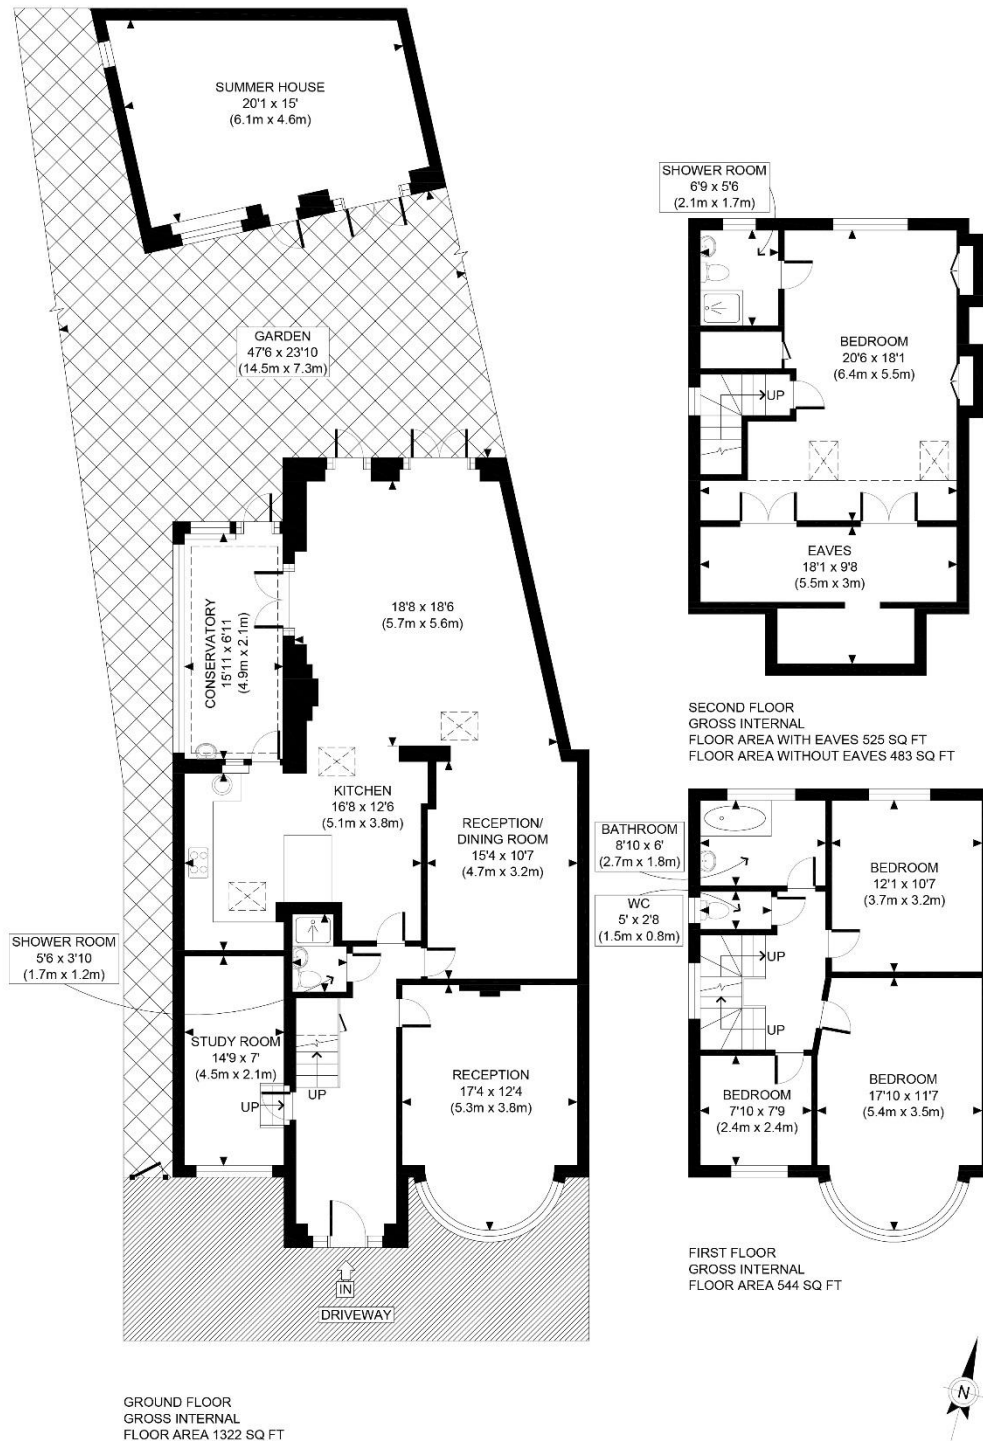 SUMMER HOUSE
20'1 x 15'
(6.1m x 4.6m)
GARDEN
47'6 x 23'10
(14.5m x 7.3m)
CONSERVATORY
15'11 x 6'11
(4.9m x 2.1m)
18'8 x 18'6
(5.7m x 5.6m)
KITCHEN
16'8 x 12'6
(5.1m x 3.8m)
RECEPTION/
DINING ROOM
15'4 x 10'7
(4.7m x 3.2m)
SHOWER ROOM
5'6 x 3'10
(1.7m x 1.2m)
STUDY ROOM
14'9 x 7'
(4.5m x 2.1m)
UP
UP
RECEPTION
17'4 x 12'4
(5.3m x 3.8m)
IN
DRIVEWAY
GROUND FLOOR
GROSS INTERNAL
FLOOR AREA 1322 SQ FT
SHOWER ROOM
6'9 x 5'6
(2.1m x 1.7m)
BEDROOM
20'6 x 18'1
(6.4m x 5.5m)
UP
EAVES
18'1 x 9'8
(5.5m x 3m)
SECOND FLOOR
GROSS INTERNAL
FLOOR AREA WITH EAVES 525 SQ FT
FLOOR AREA WITHOUT EAVES 483 SQ FT
BATHROOM
8'10 x 6'
(2.7m x 1.8m)
BEDROOM
12'1 x 10'7
(3.7m x 3.2m)
WC
5' x 2'8
(1.5m x 0.8m)
UP
UP
BEDROOM
7'10 x 7'9
(2.4m x 2.4m)
BEDROOM
17'10 x 11'7
(5.4m x 3.5m)
FIRST FLOOR
GROSS INTERNAL
FLOOR AREA 544 SQ FT
N